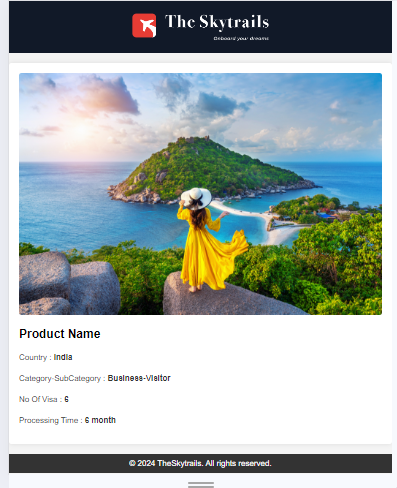 The Skytrails
Onboard your dreams
Product Name
Country : India
Category-SubCategory : Business-Visitor
No Of Visa : 6
Processing Time : 6 month
© 2024 TheSkytrails. All rights reserved.